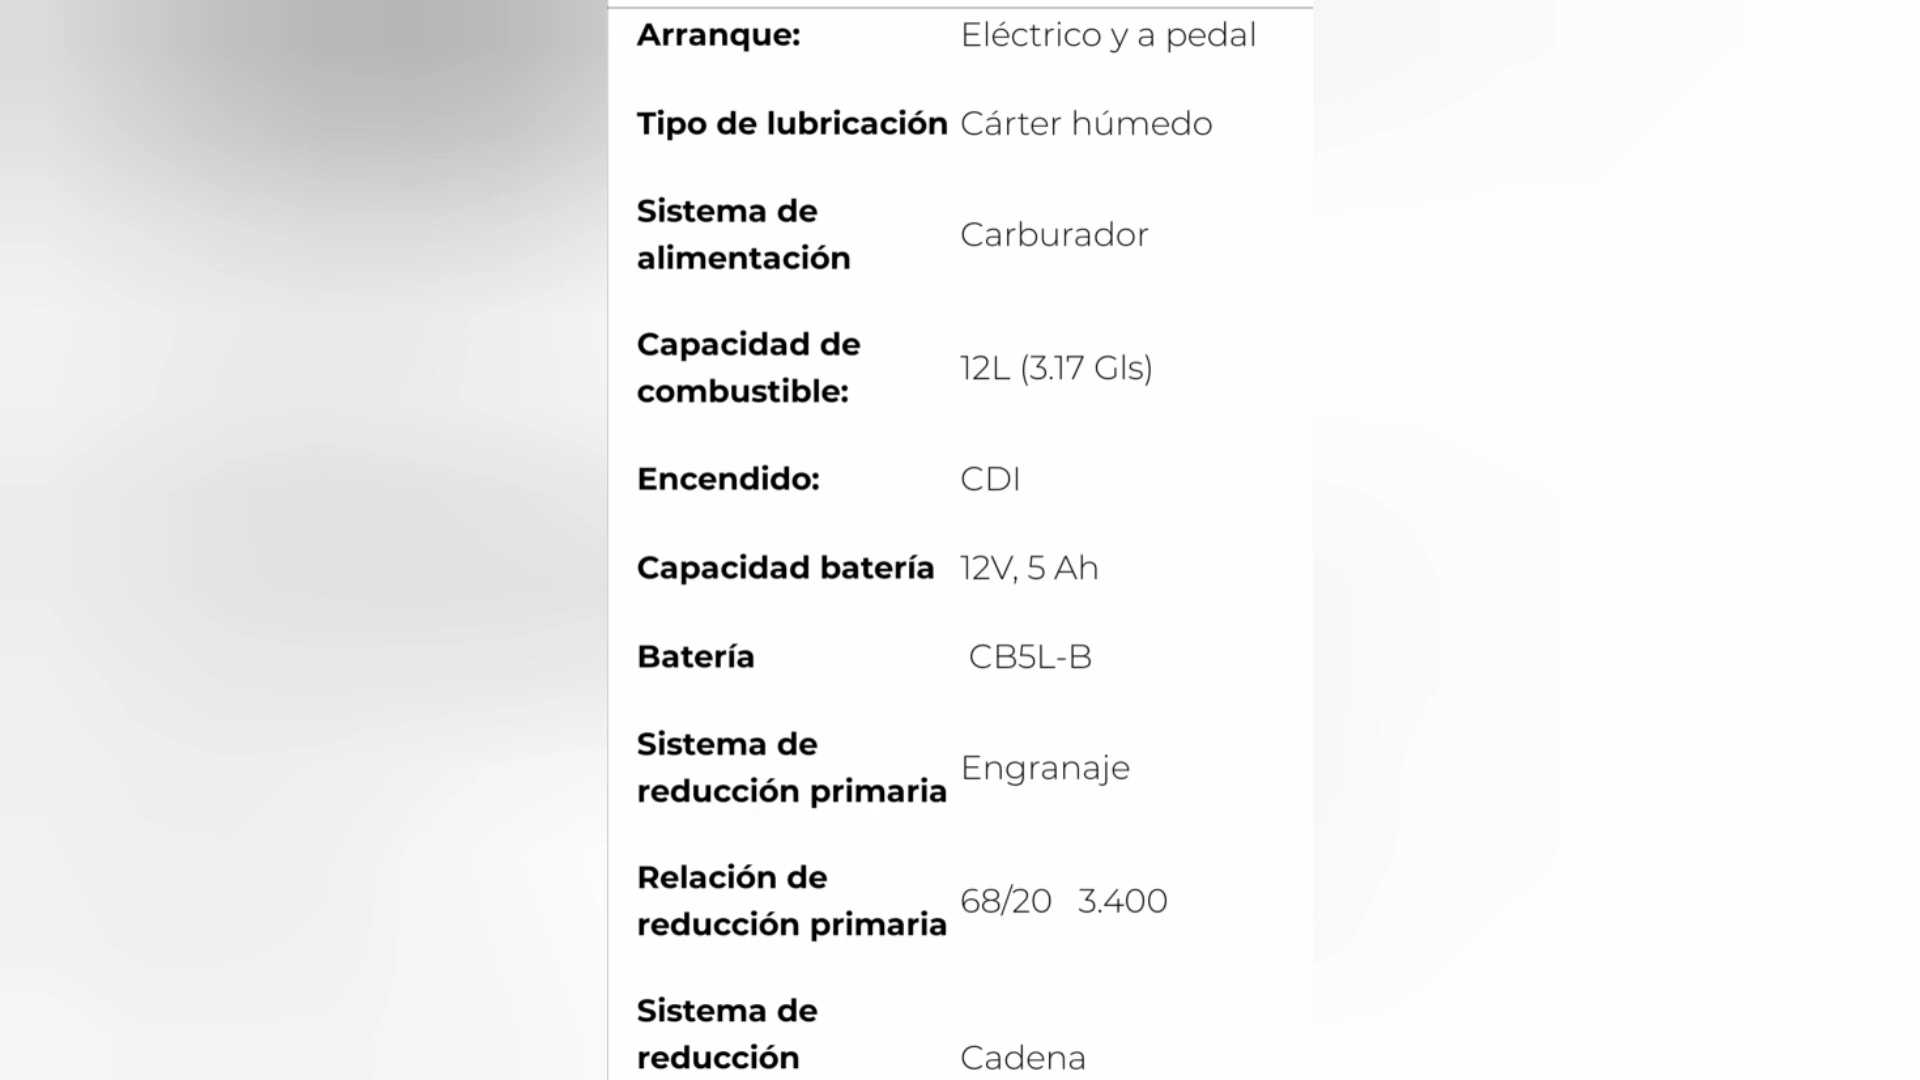 Arranque: Eléctrico y a pedal
Tipo de lubricación Cárter húmedo
Sistema de
alimentación
Carburador
Capacidad de
combustible:
12L (3.17 Gls)
Encendido: CDI
Capacidad batería 12V, 5 Ah
Batería CB5L-B
Sistema de
reducción primaria
Engranaje
Relación de
reducción primaria
68/20 3.400
Sistema de
reducción Cadena